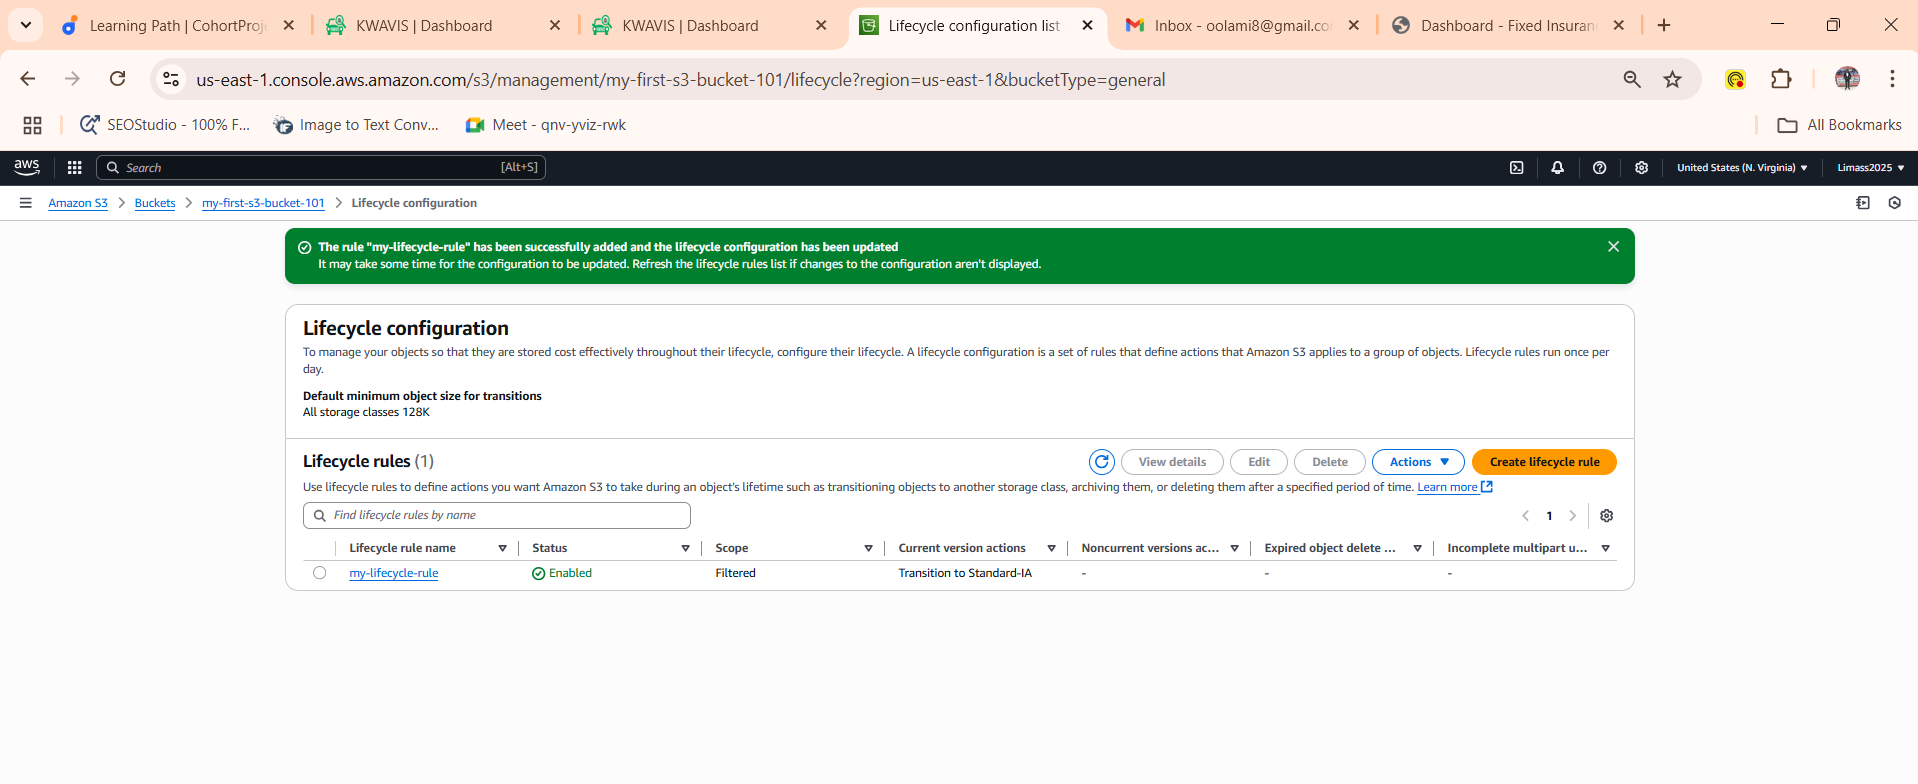 Learning Path | CohortProj
KWAVIS | Dashboard
KWAVIS | Dashboard
Lifecycle configuration list
Inbox - oolami8@gmail.co
Dashboard - Fixed Insuran
us-east-1.console.aws.amazon.com/s3/management/my-first-s3-bucket-101/lifecycle?region=us-east-1&bucketType=general
SEOStudio - 100% F...
Image to Text Conv...
Meet - qnv-yviz-rwk
All Bookmarks
aws
Search
[Alt+S]
United States (N. Virginia)
Limass2025
Amazon S3
Buckets
my-first-s3-bucket-101
Lifecycle configuration
The rule "my-lifecycle-rule" has been successfully added and the lifecycle configuration has been updated
It may take some time for the configuration to be updated. Refresh the lifecycle rules list if changes to the configuration aren't displayed.
Lifecycle configuration
To manage your objects so that they are stored cost effectively throughout their lifecycle, configure their lifecycle. A lifecycle configuration is a set of rules that define actions that Amazon S3 applies to a group of objects. Lifecycle rules run once per
day.
Default minimum object size for transitions
All storage classes 128K
Lifecycle rules (1)
View details
Edit
Delete
Actions
Create lifecycle rule
Use lifecycle rules to define actions you want Amazon S3 to take during an object's lifetime such as transitioning objects to another storage class, archiving them, or deleting them after a specified period of time. Learn more
Find lifecycle rules by name
1
Lifecycle rule name
Status
Scope
Current version actions
Noncurrent versions ac...
Expired object delete ...
Incomplete multipart u...
my-lifecycle-rule
Enabled
Filtered
Transition to Standard-IA
-
-
-